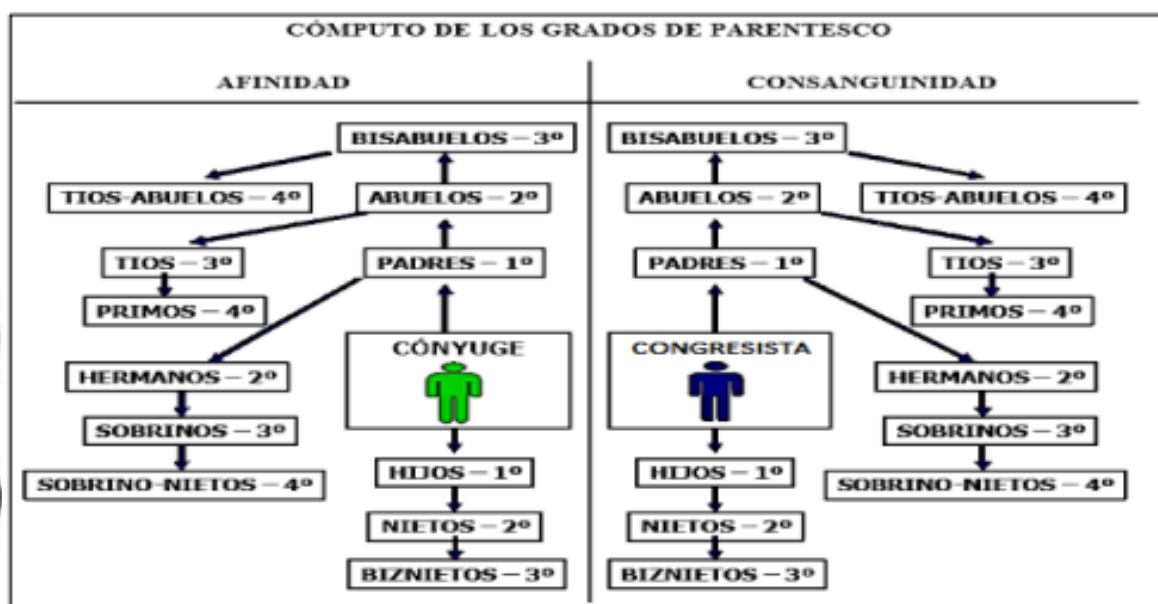 CÓMPUTO DE LOS GRADOS DE PARENTESCO
AFINIDAD
BISABUELOS – 3º
TIOS-ABUELOS – 4º
ABUELOS – 2º
TIOS – 3º
PADRES – 1º
PRIMOS – 4º
CÓNYUGE
HERMANOS – 2º
SOBRINOS – 3º
HIJOS – 1º
SOBRINO-NIETOS – 4º
NIETOS – 2º
BIZNIETOS – 3º
CONSANGUINIDAD
BISABUELOS – 3º
ABUELOS – 2º
TIOS-ABUELOS – 4º
PADRES – 1º
TIOS – 3º
PRIMOS – 4º
CONGRESISTA
HERMANOS – 2º
SOBRINOS – 3º
HIJOS – 1º
SOBRINO-NIETOS – 4º
NIETOS – 2º
BIZNIETOS – 3º